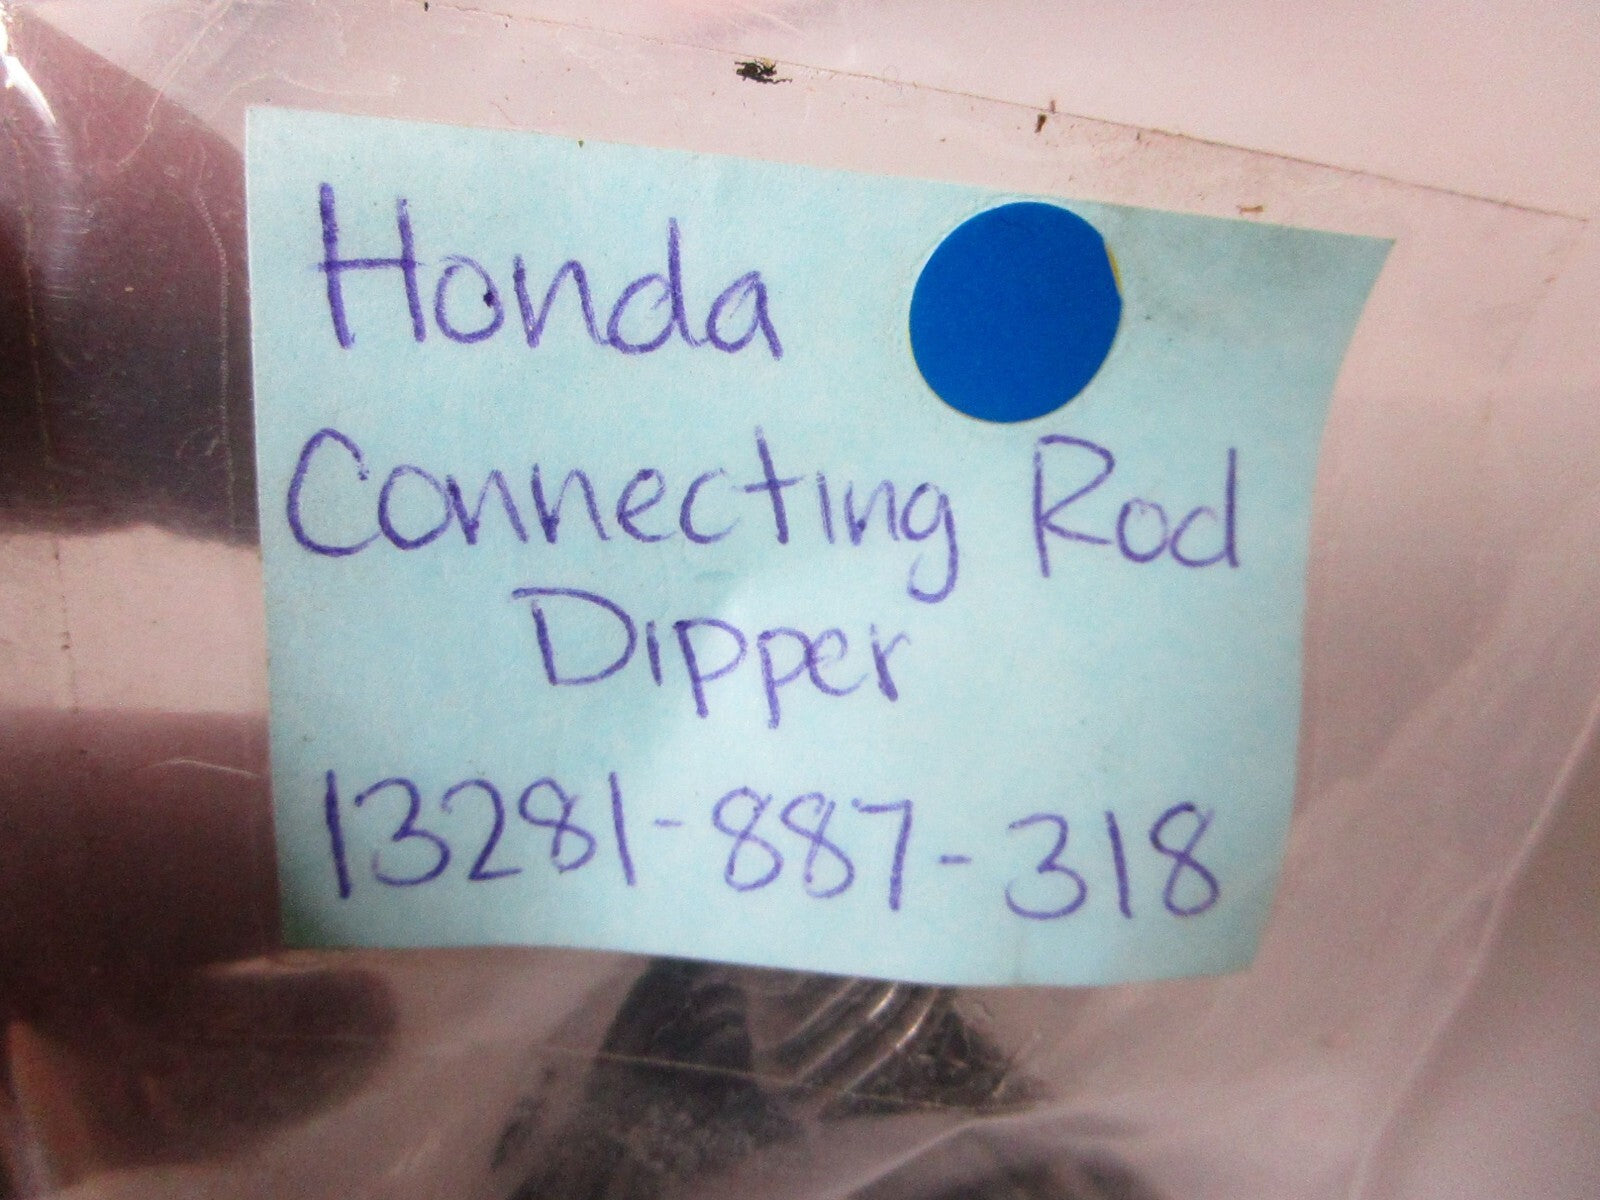 Honda
Connecting Rod
Dipper
13281-887-318